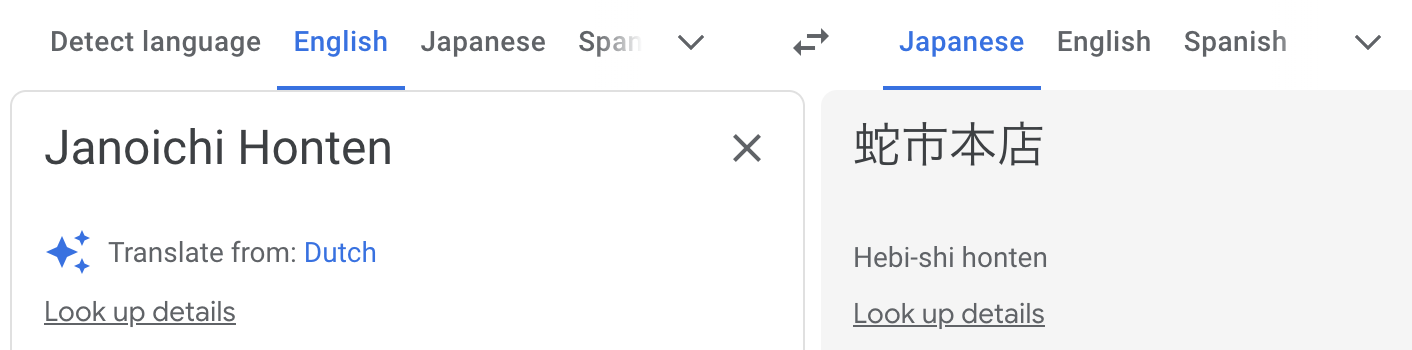 Detect language English Japanese Span Japanese English Spanish
Janoichi Honten
蛇市本店
Translate from: Dutch
Hebi-shi honten
Look up details
Look up details